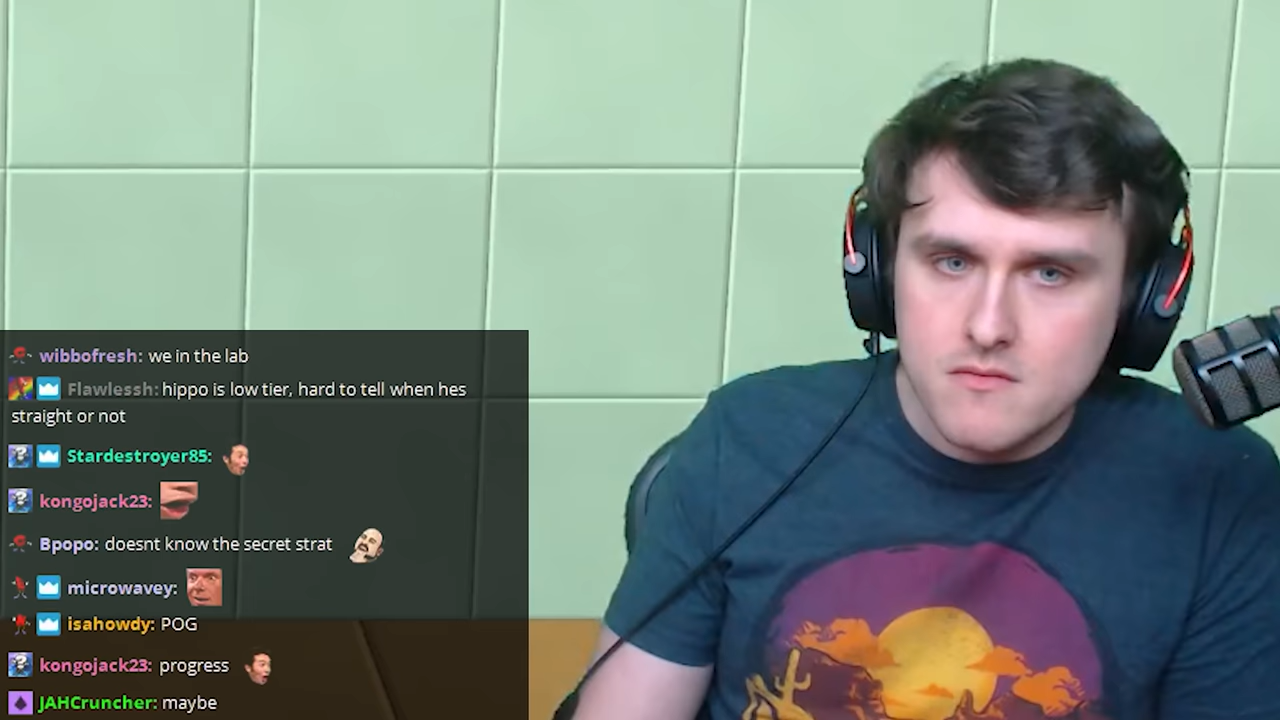 wibbofresh: we in the lab
Flawlessh: hippo is low tier, hard to tell when hes
straight or not
Stardestroyer85:
kongojack23:
Bpopo: doesnt know the secret strat
microwavey:
isahowdy: POG
kongojack23: progress
JAHCruncher: maybe